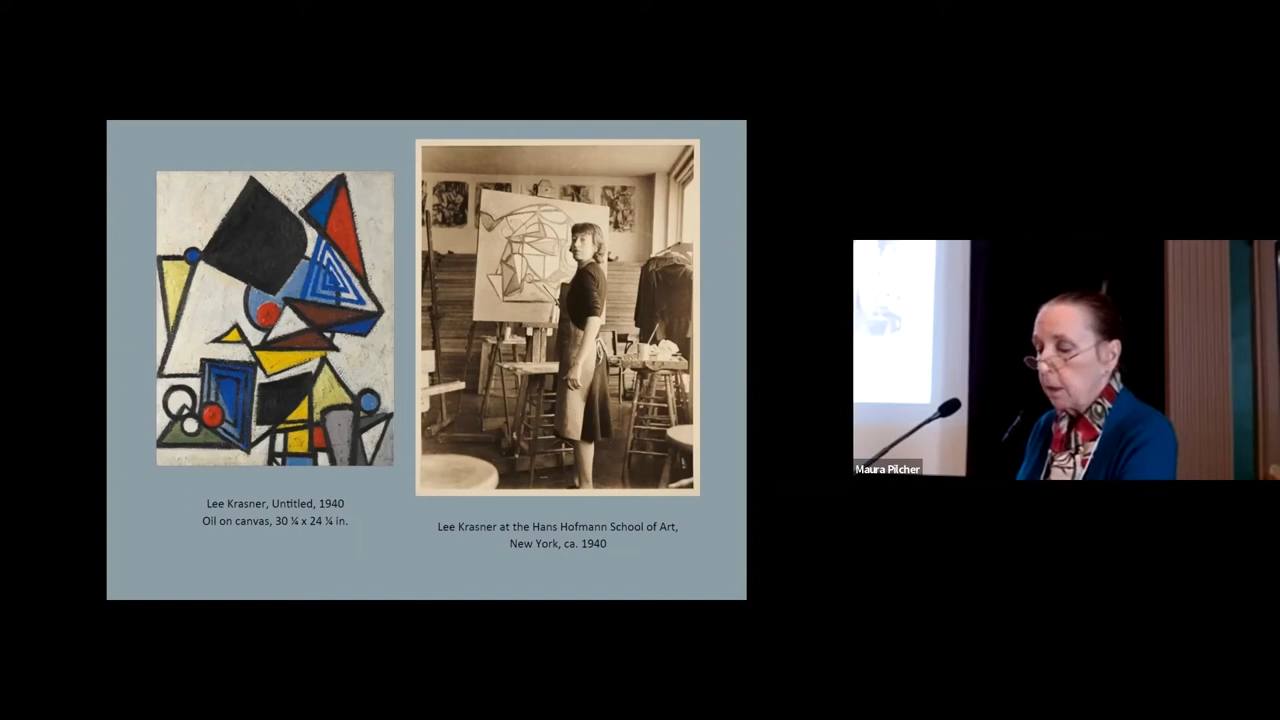 Lee Krasner, Untitled, 1940
Oil on canvas, 30 ¼ x 24 ¼ in.
Lee Krasner at the Hans Hofmann School of Art,
New York, ca. 1940
Maura Pilcher